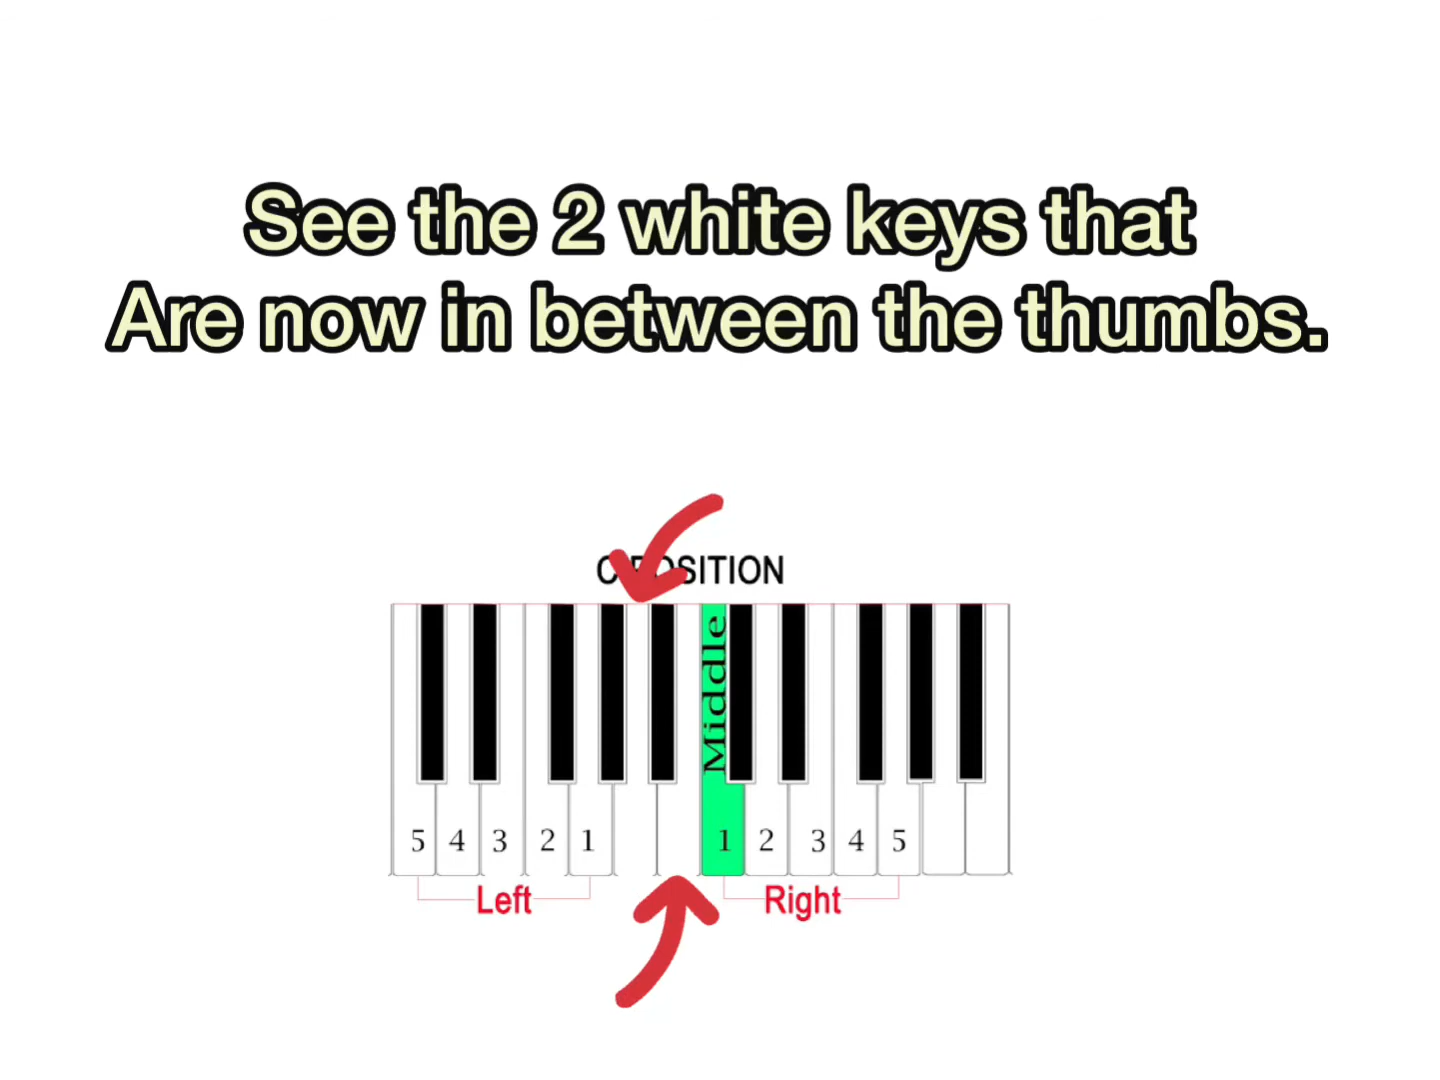 See the 2 white keys that
Are now in between the thumbs.
C POSITION
Middle
5 4 3 2 1 1 2 3 4 5
Left Right